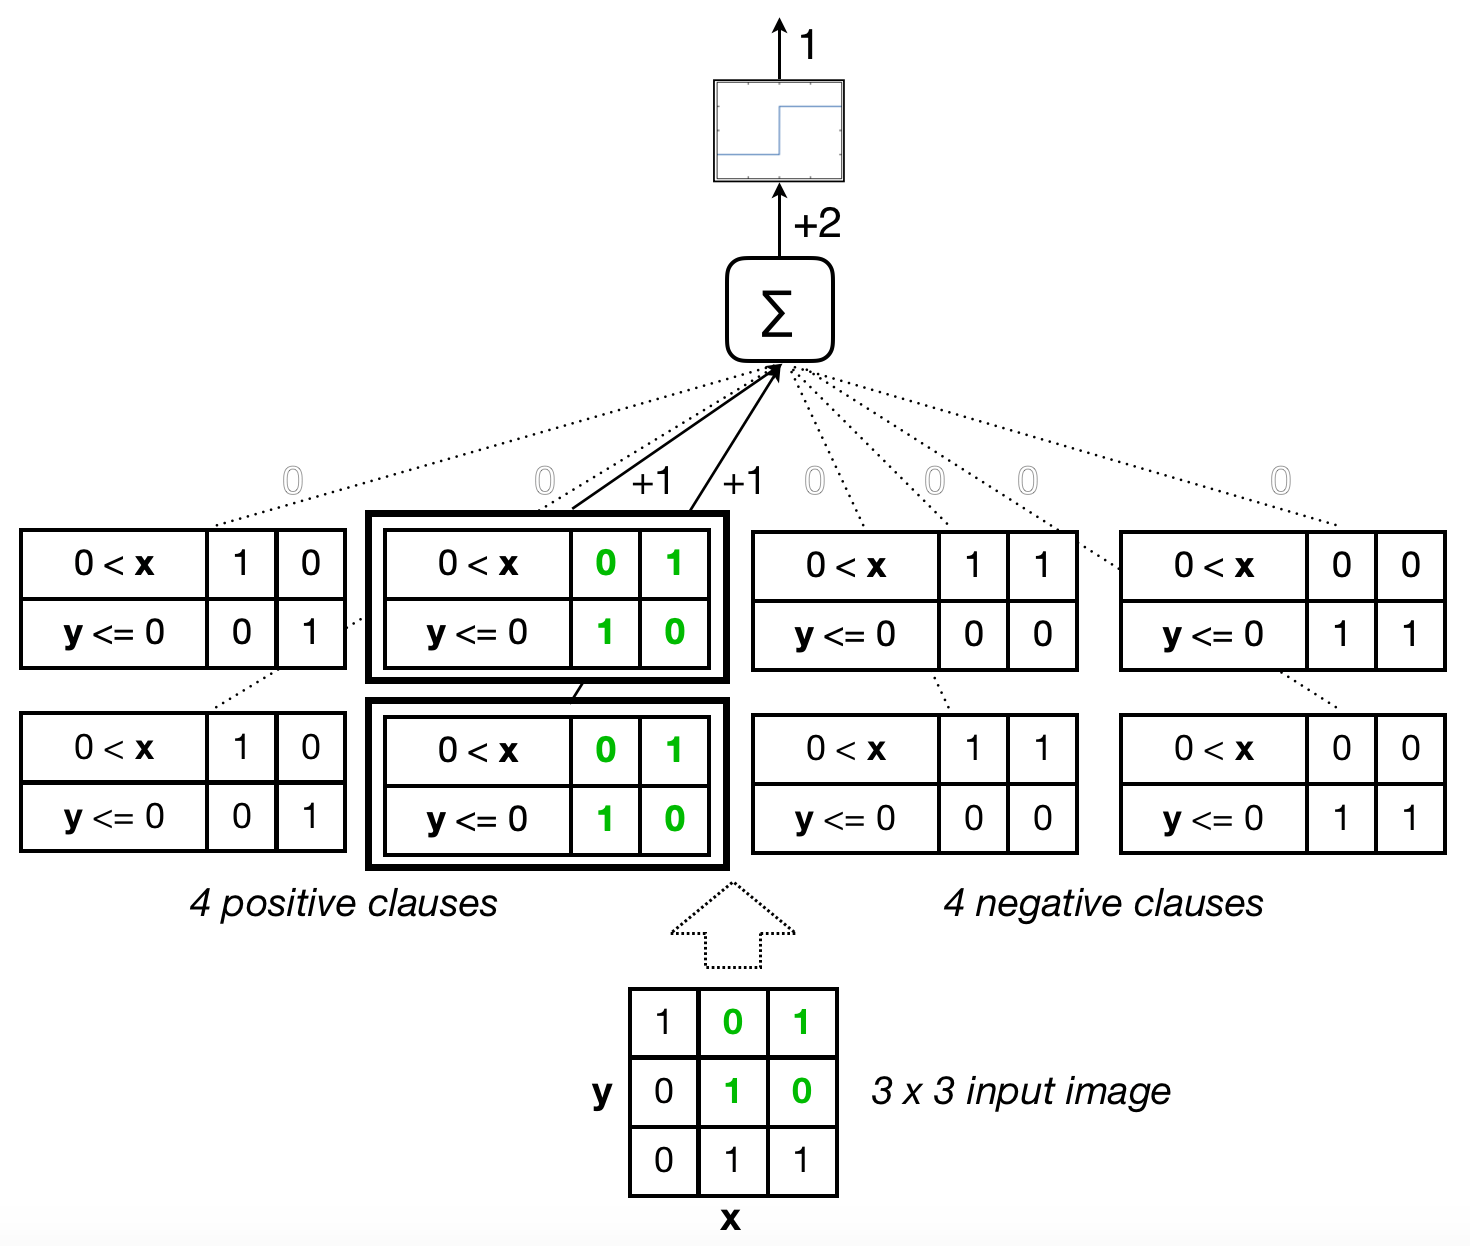 1
+2
Σ
0 0 +1 +1 0 0 0 0
0 < x 1 0 0 < x 0 1 0 < x 1 1 0 < x 0 0
y <= 0 0 1 y <= 0 1 0 y <= 0 0 0 y <= 0 1 1
0 < x 1 0 0 < x 0 1 0 < x 1 1 0 < x 0 0
y <= 0 0 1 y <= 0 1 0 y <= 0 0 0 y <= 0 1 1
4 positive clauses 4 negative clauses
1 0 1
y 0 1 0 3 x 3 input image
0 1 1
x